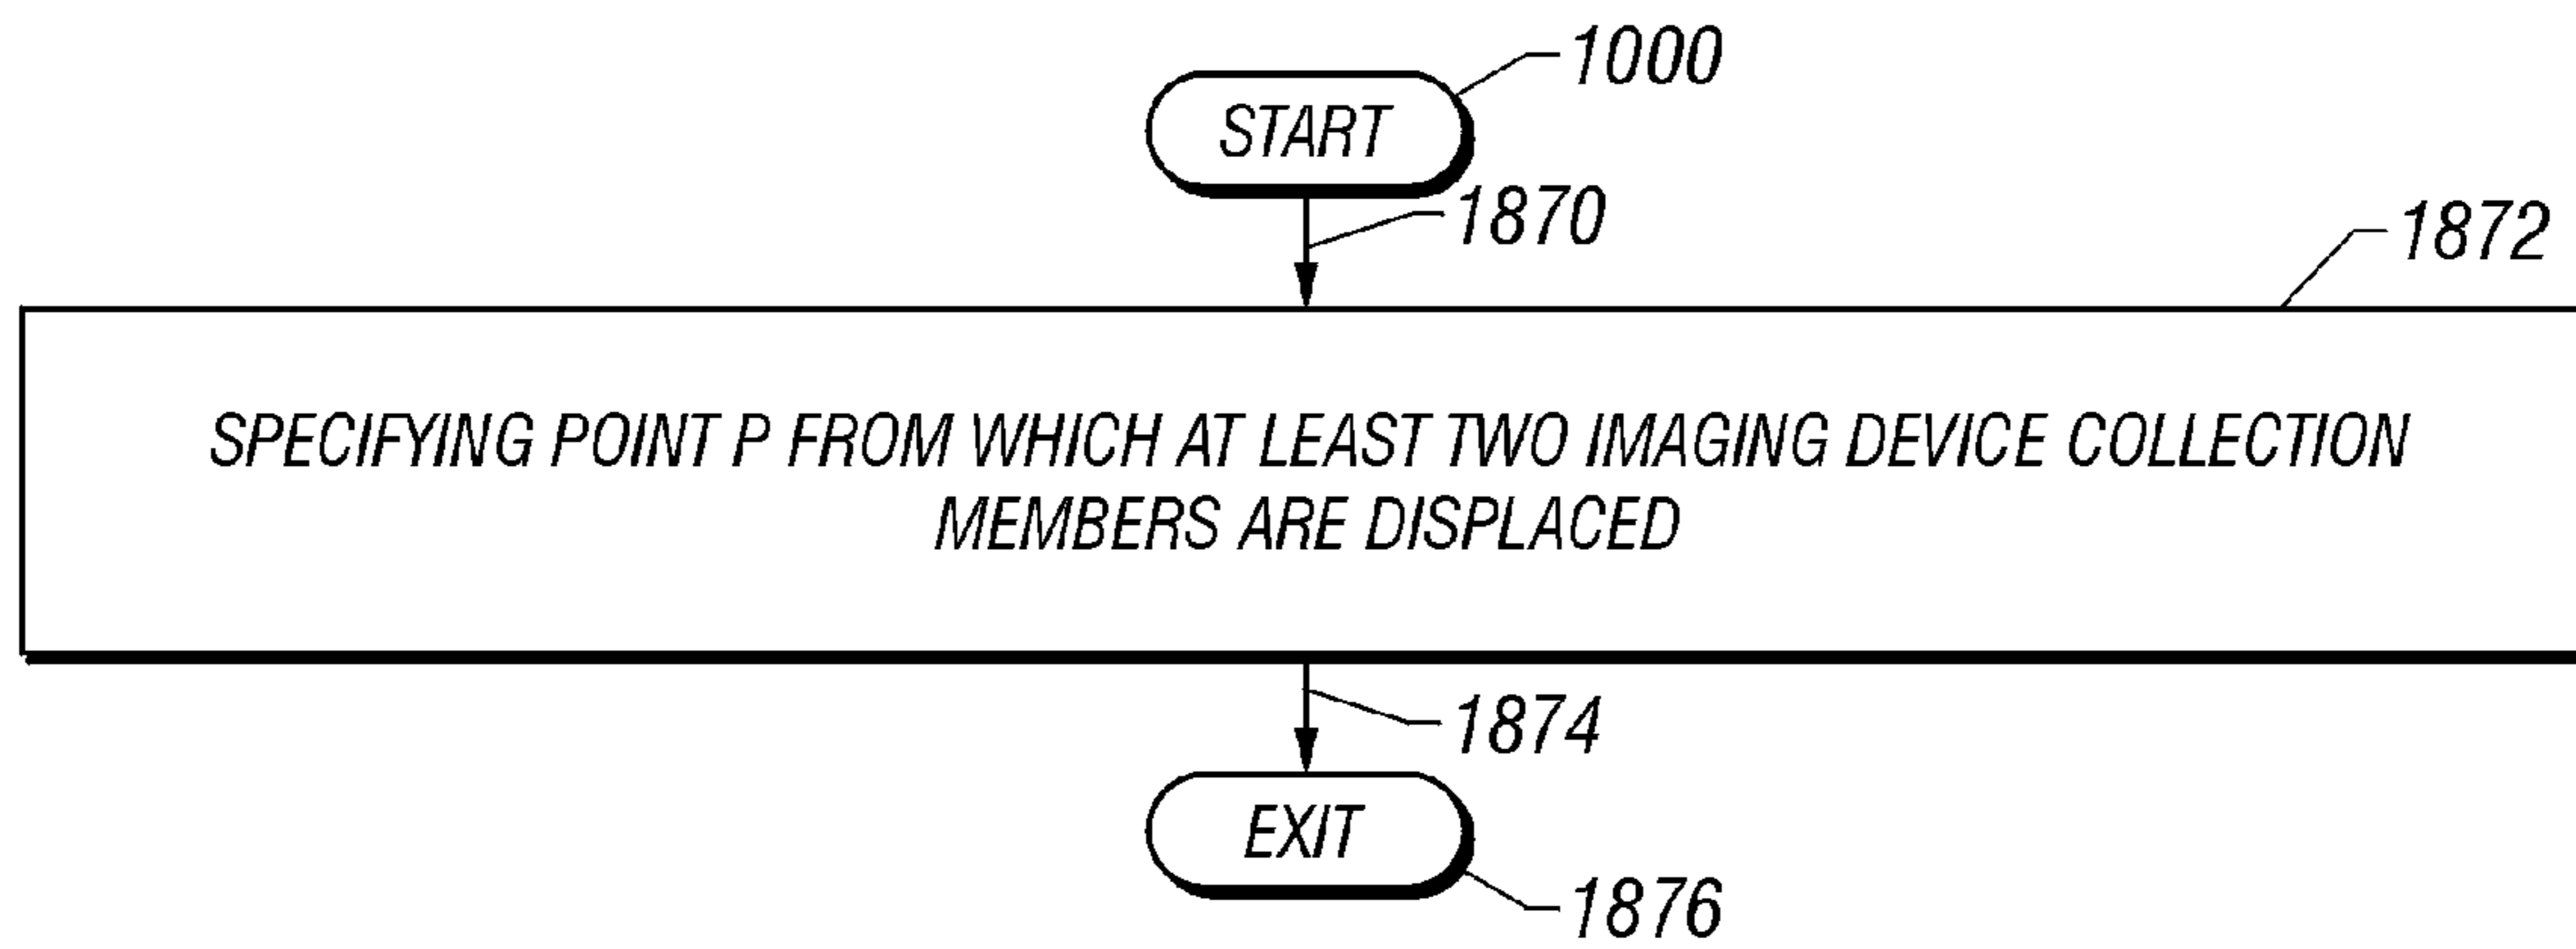 1000
START
1870
1872
SPECIFYING POINT P FROM WHICH AT LEAST TWO IMAGING DEVICE COLLECTION
MEMBERS ARE DISPLACED
1874
EXIT
1876